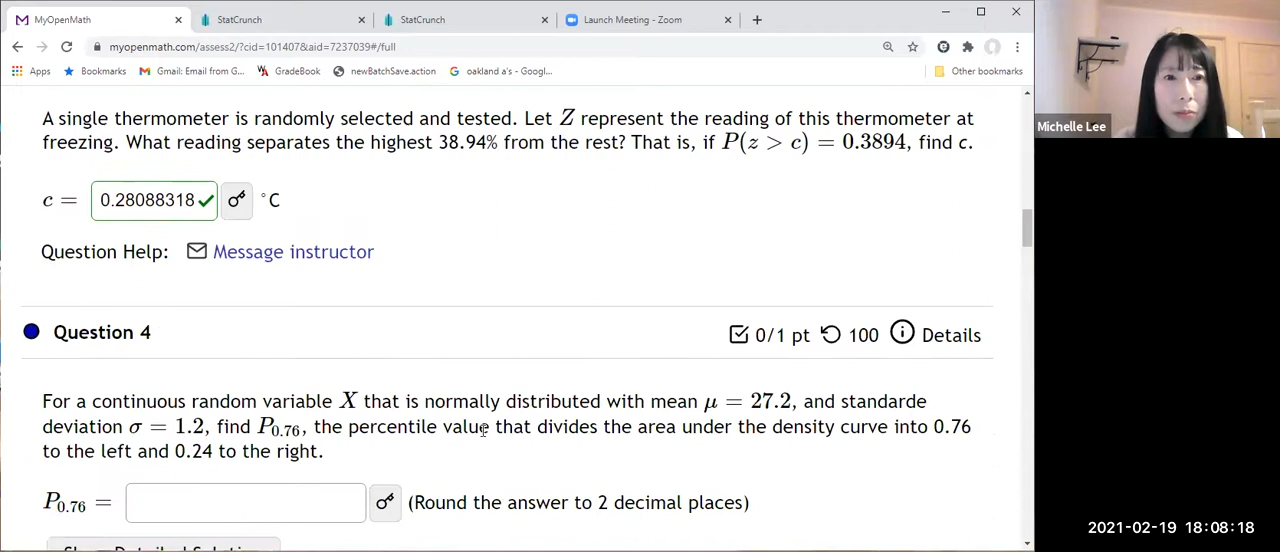 MyOpenMath
StatCrunch
StatCrunch
Launch Meeting - Zoom
myopenmath.com/assess2/?cid=101407&aid=7237039#/full
Apps
Bookmarks
Gmail: Email from G...
GradeBook
newBatchSave.action
oakland a's - Googl...
Other bookmarks
A single thermometer is randomly selected and tested. Let Z represent the reading of this thermometer at
freezing. What reading separates the highest 38.94% from the rest? That is, if P(z > c) = 0.3894, find c.
c = 0.28088318 °C
Question Help: Message instructor
Question 4
0/1 pt 100 Details
For a continuous random variable X that is normally distributed with mean μ = 27.2, and standarde
deviation σ = 1.2, find P0.76, the percentile value that divides the area under the density curve into 0.76
to the left and 0.24 to the right.
P0.76 = (Round the answer to 2 decimal places)
Michelle Lee
2021-02-19 18:08:18